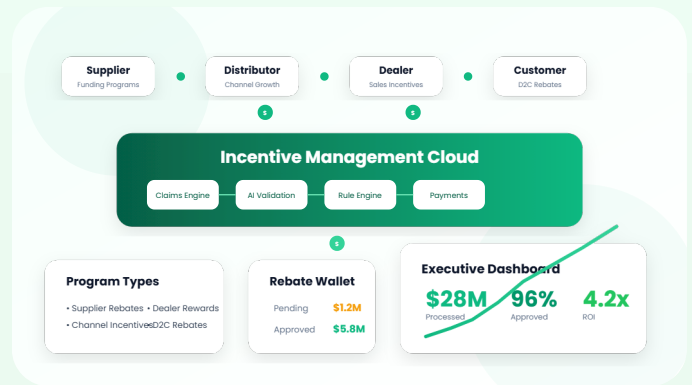 Supplier
Funding Programs
Distributor
Channel Growth
Dealer
Sales Incentives
Customer
D2C Rebates
$
$
Incentive Management Cloud
Claims Engine
AI Validation
Rule Engine
Payments
$
Program Types
• Supplier Rebates • Dealer Rewards
• Channel Incentives •D2C Rebates
Rebate Wallet
Pending $1.2M
Approved $5.8M
Executive Dashboard
$28M 96% 4.2x
Processed Approved ROI